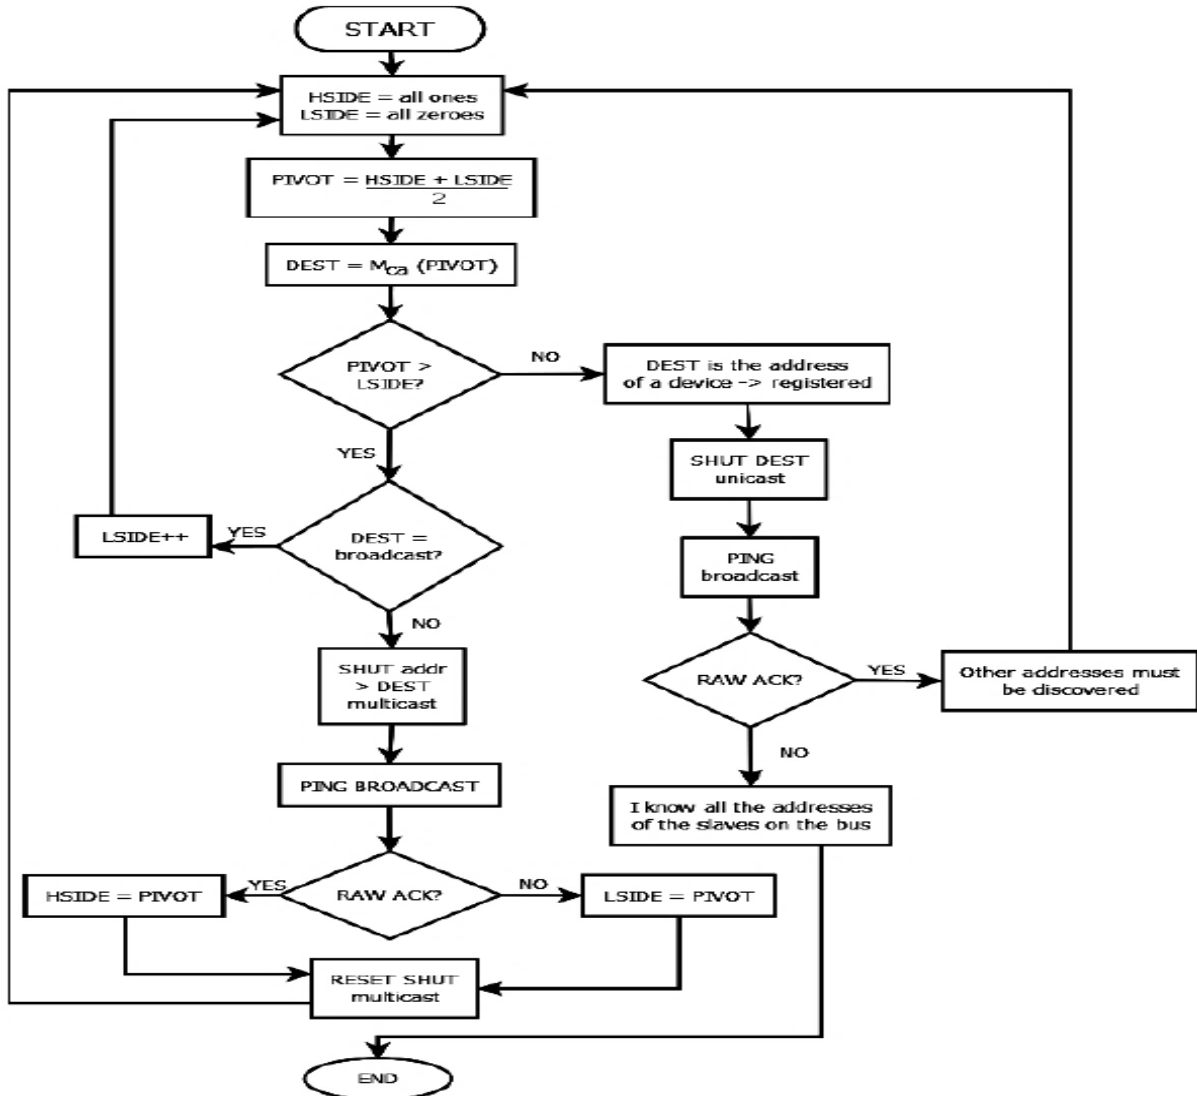 START
HSIDE = all ones
LSIDE = all zeroes
PIVOT = HSIDE + LSIDE
2
DEST = Mca (PIVOT)
PIVOT >
LSIDE?
NO
DEST is the address
of a device -> registered
YES
SHUT DEST
unicast
DEST =
broadcast?
YES
LSIDE++
PING
broadcast
NO
SHUT addr
> DEST
multicast
RAW ACK?
YES
Other addresses must
be discovered
NO
PING BROADCAST
I know all the addresses
of the slaves on the bus
RAW ACK?
YES
HSIDE = PIVOT
NO
LSIDE = PIVOT
RESET SHUT
multicast
END